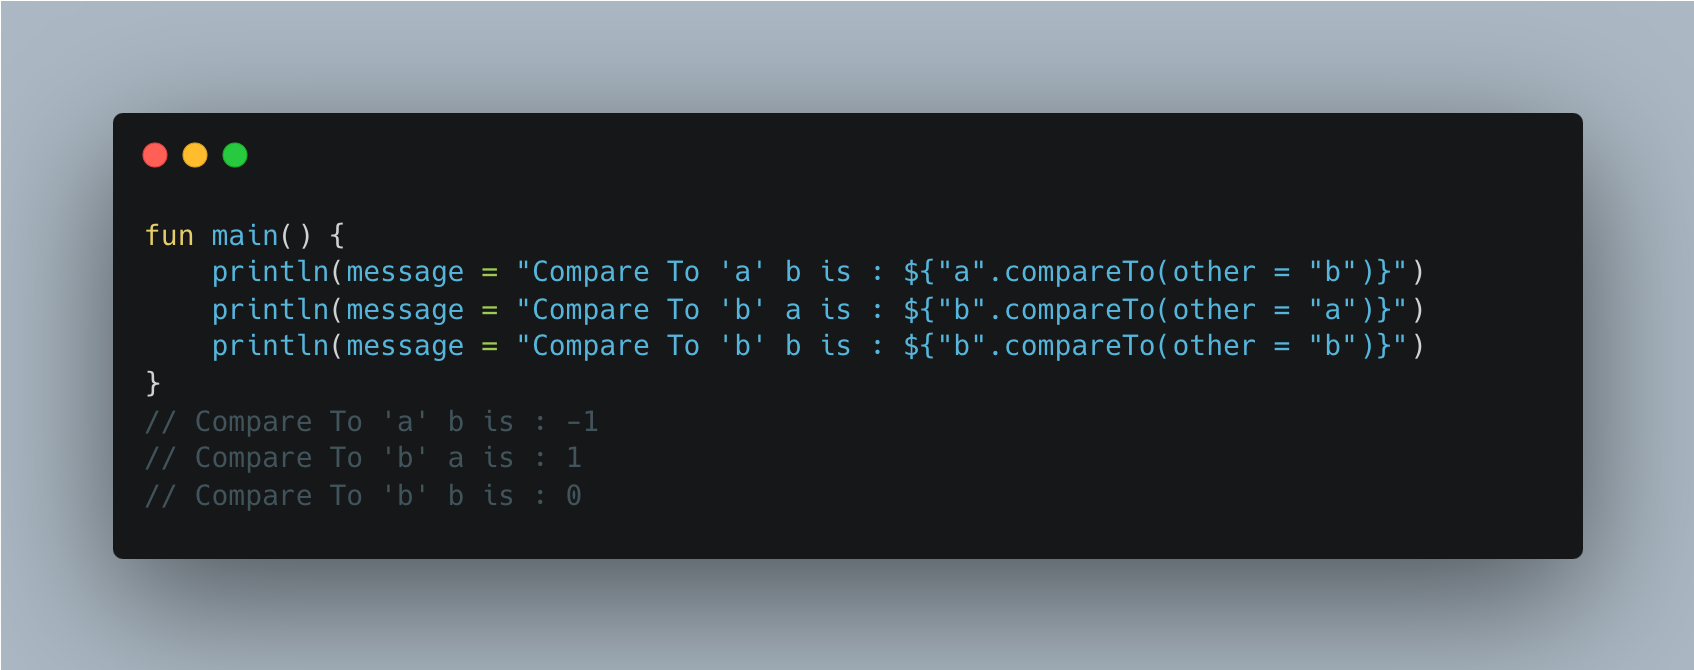 fun main() {
    println(message = "Compare To 'a' b is : ${"a".compareTo(other = "b")}")
    println(message = "Compare To 'b' a is : ${"b".compareTo(other = "a")}")
    println(message = "Compare To 'b' b is : ${"b".compareTo(other = "b")}")
}
// Compare To 'a' b is : -1
// Compare To 'b' a is : 1
// Compare To 'b' b is : 0